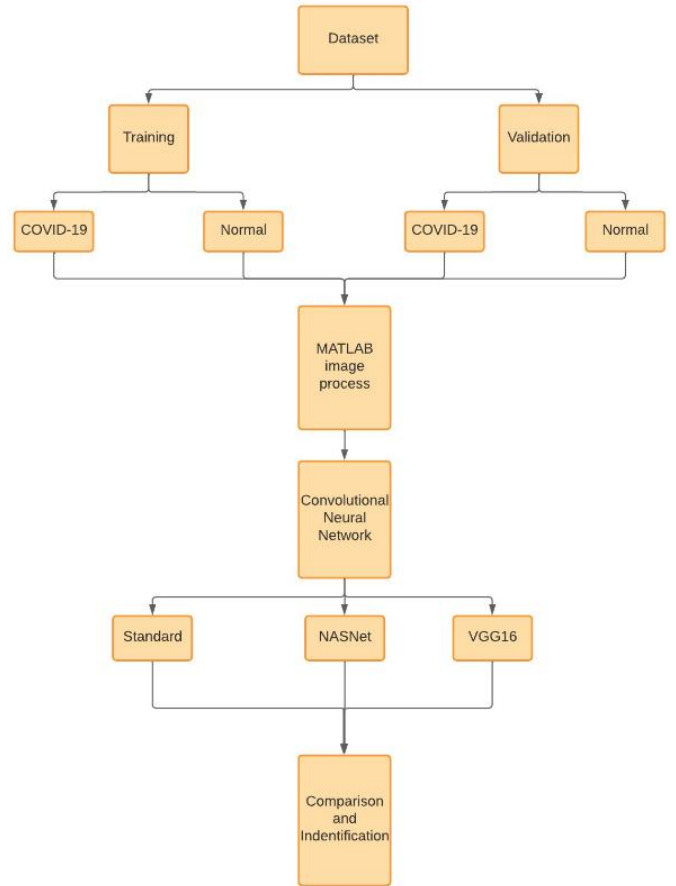 Dataset
Training
Validation
COVID-19
Normal
COVID-19
Normal
MATLAB
image
process
Convolutional
Neural
Network
Standard
NASNet
VGG16
Comparison
and
Indentification